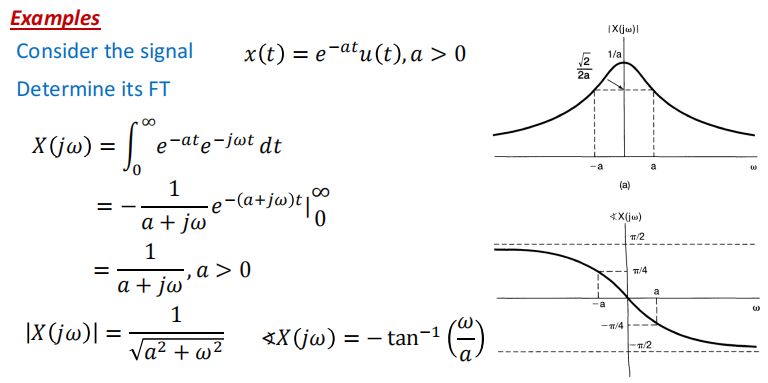 Examples
Consider the signal x(t) = e^{-at}u(t), a > 0
Determine its FT
X(jω) = ∫_0^∞ e^{-at}e^{-jωt} dt
= -\frac{1}{a + jω} e^{-(a+jω)t}|_0^∞
= \frac{1}{a + jω}, a > 0
|X(jω)| = \frac{1}{\sqrt{a^2 + ω^2}} ∢X(jω) = − tan^{-1} (\frac{ω}{a})
|X(jω)|
1/a
\frac{\sqrt{2}}{2a}
-a a ω
(a)
∢X(jω)
π/2
π/4
-a a ω
-π/4
-π/2